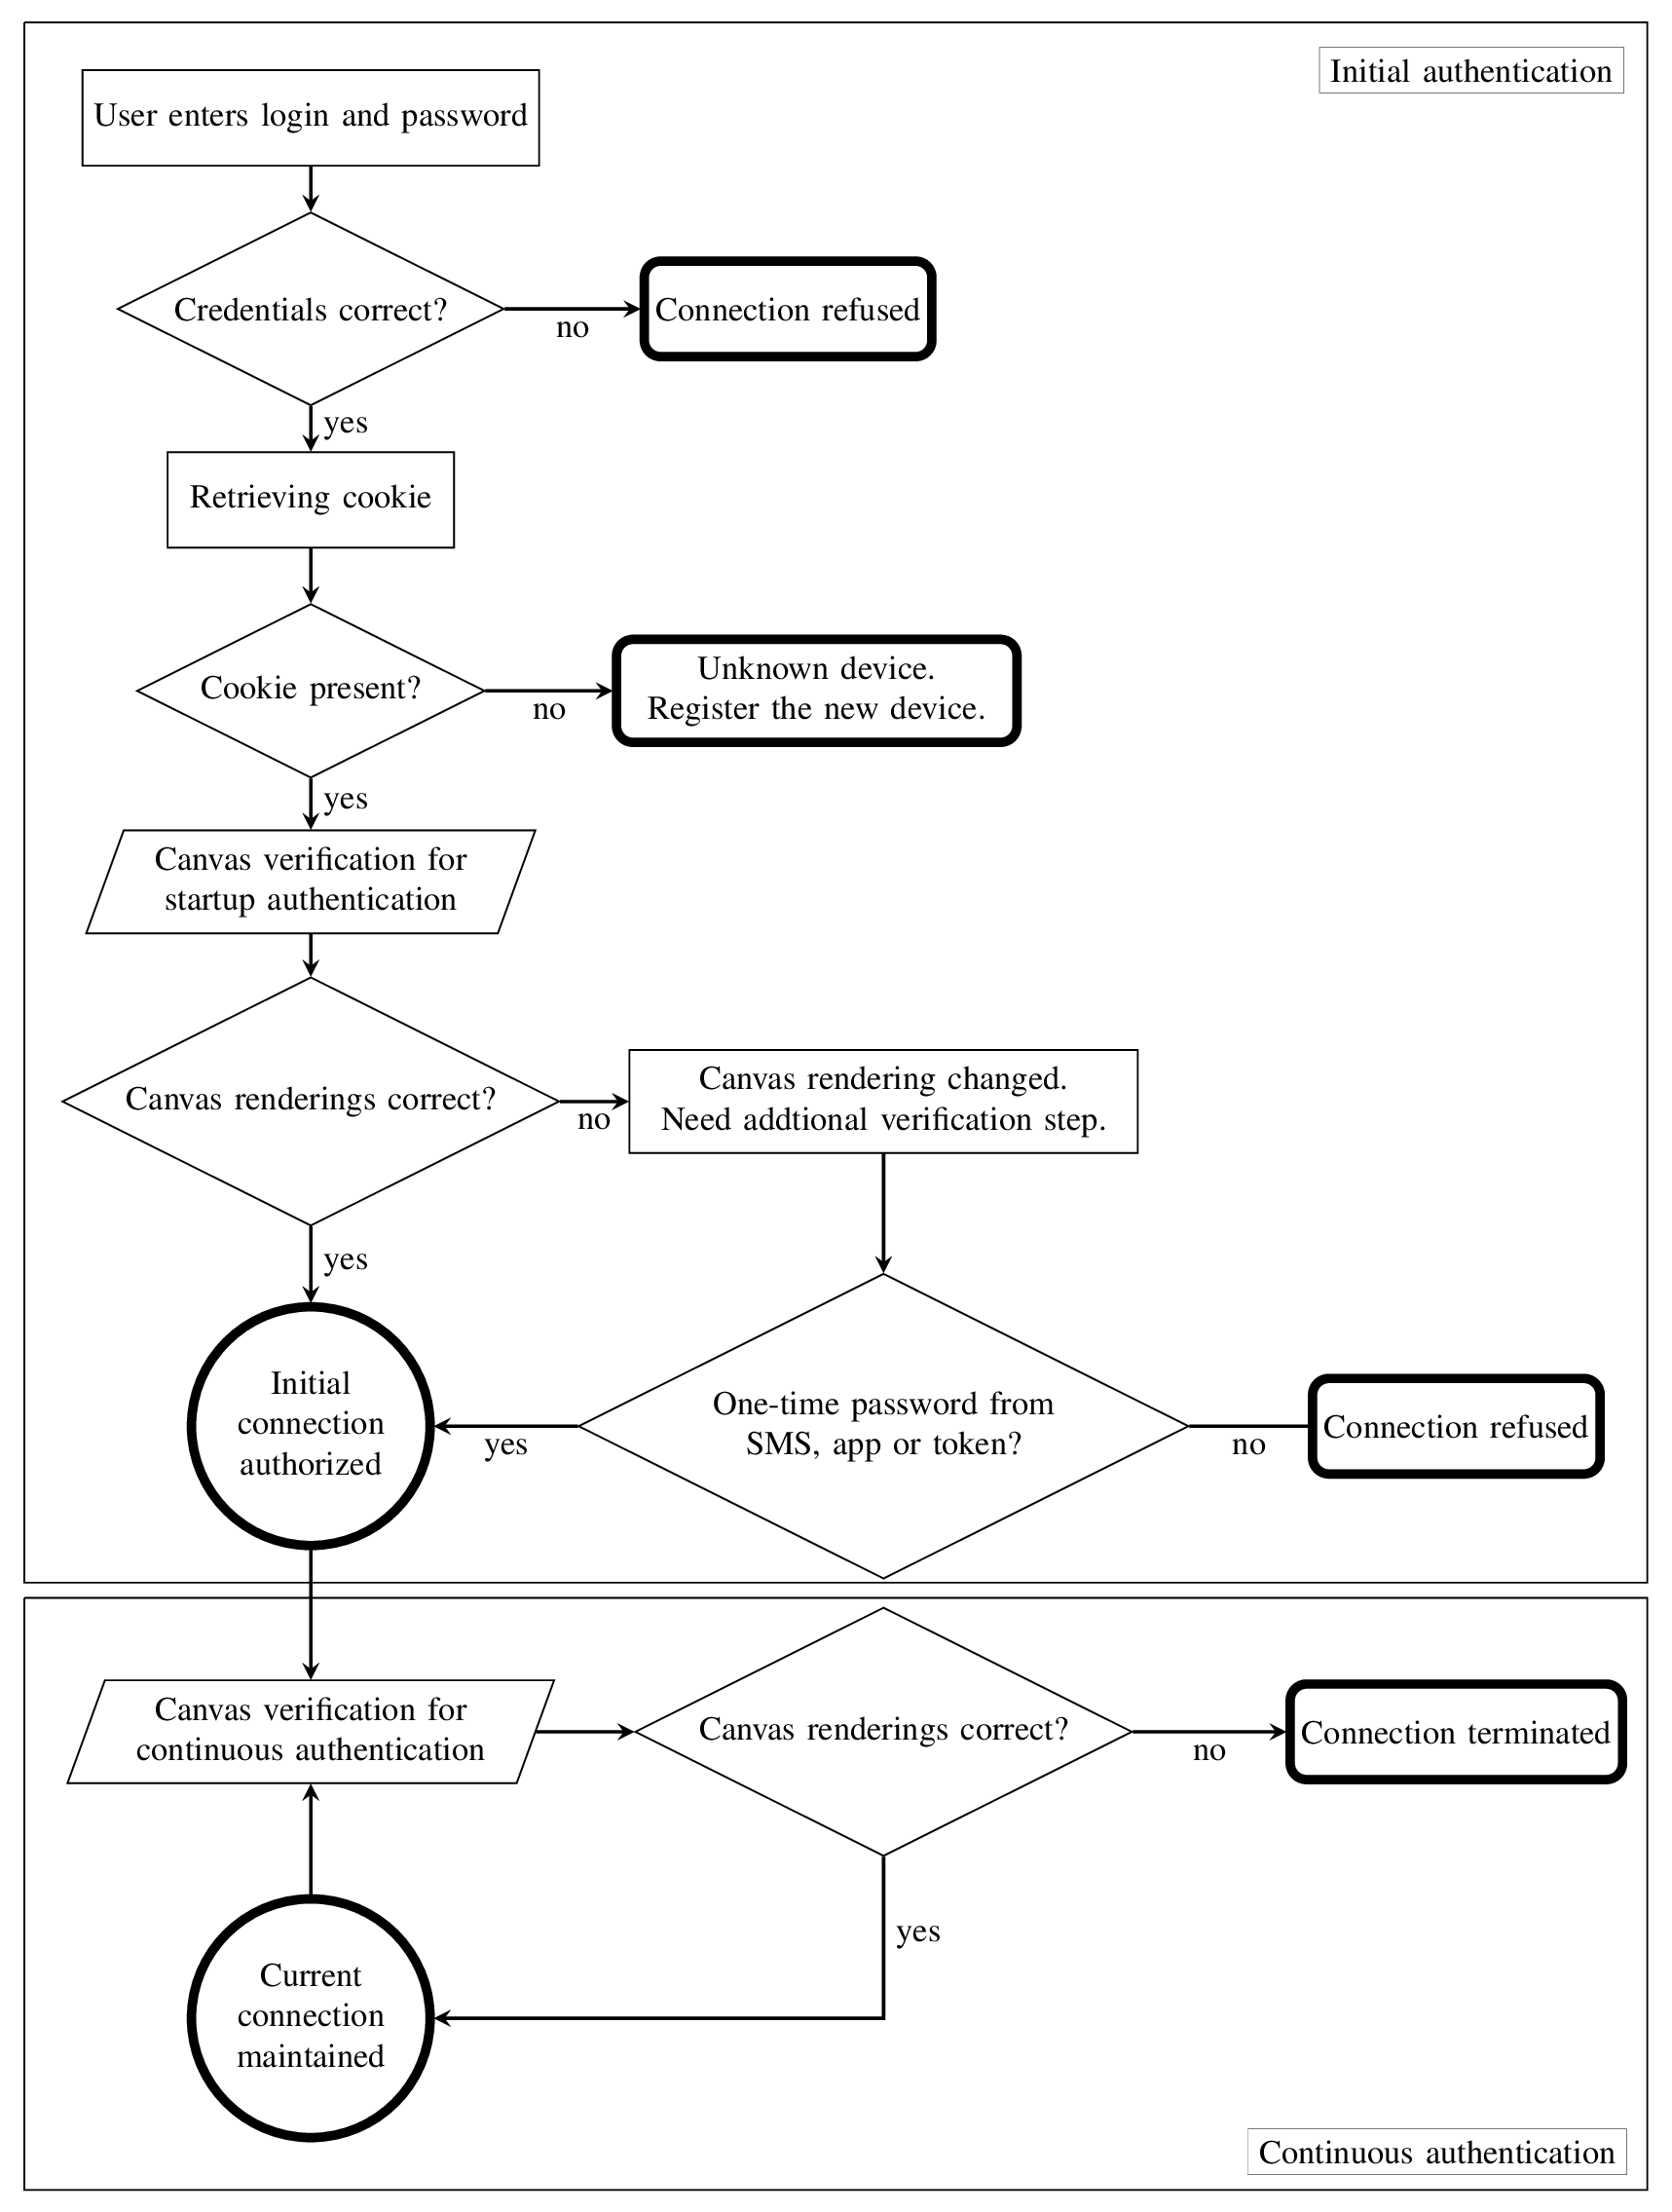 Initial authentication
User enters login and password
Credentials correct?
no
Connection refused
yes
Retrieving cookie
Cookie present?
no
Unknown device.
Register the new device.
yes
Canvas verification for
startup authentication
Canvas renderings correct?
no
Canvas rendering changed.
Need addtional verification step.
yes
Initial
connection
authorized
yes
One-time password from
SMS, app or token?
no
Connection refused
Canvas verification for
continuous authentication
Canvas renderings correct?
no
Connection terminated
yes
Current
connection
maintained
Continuous authentication